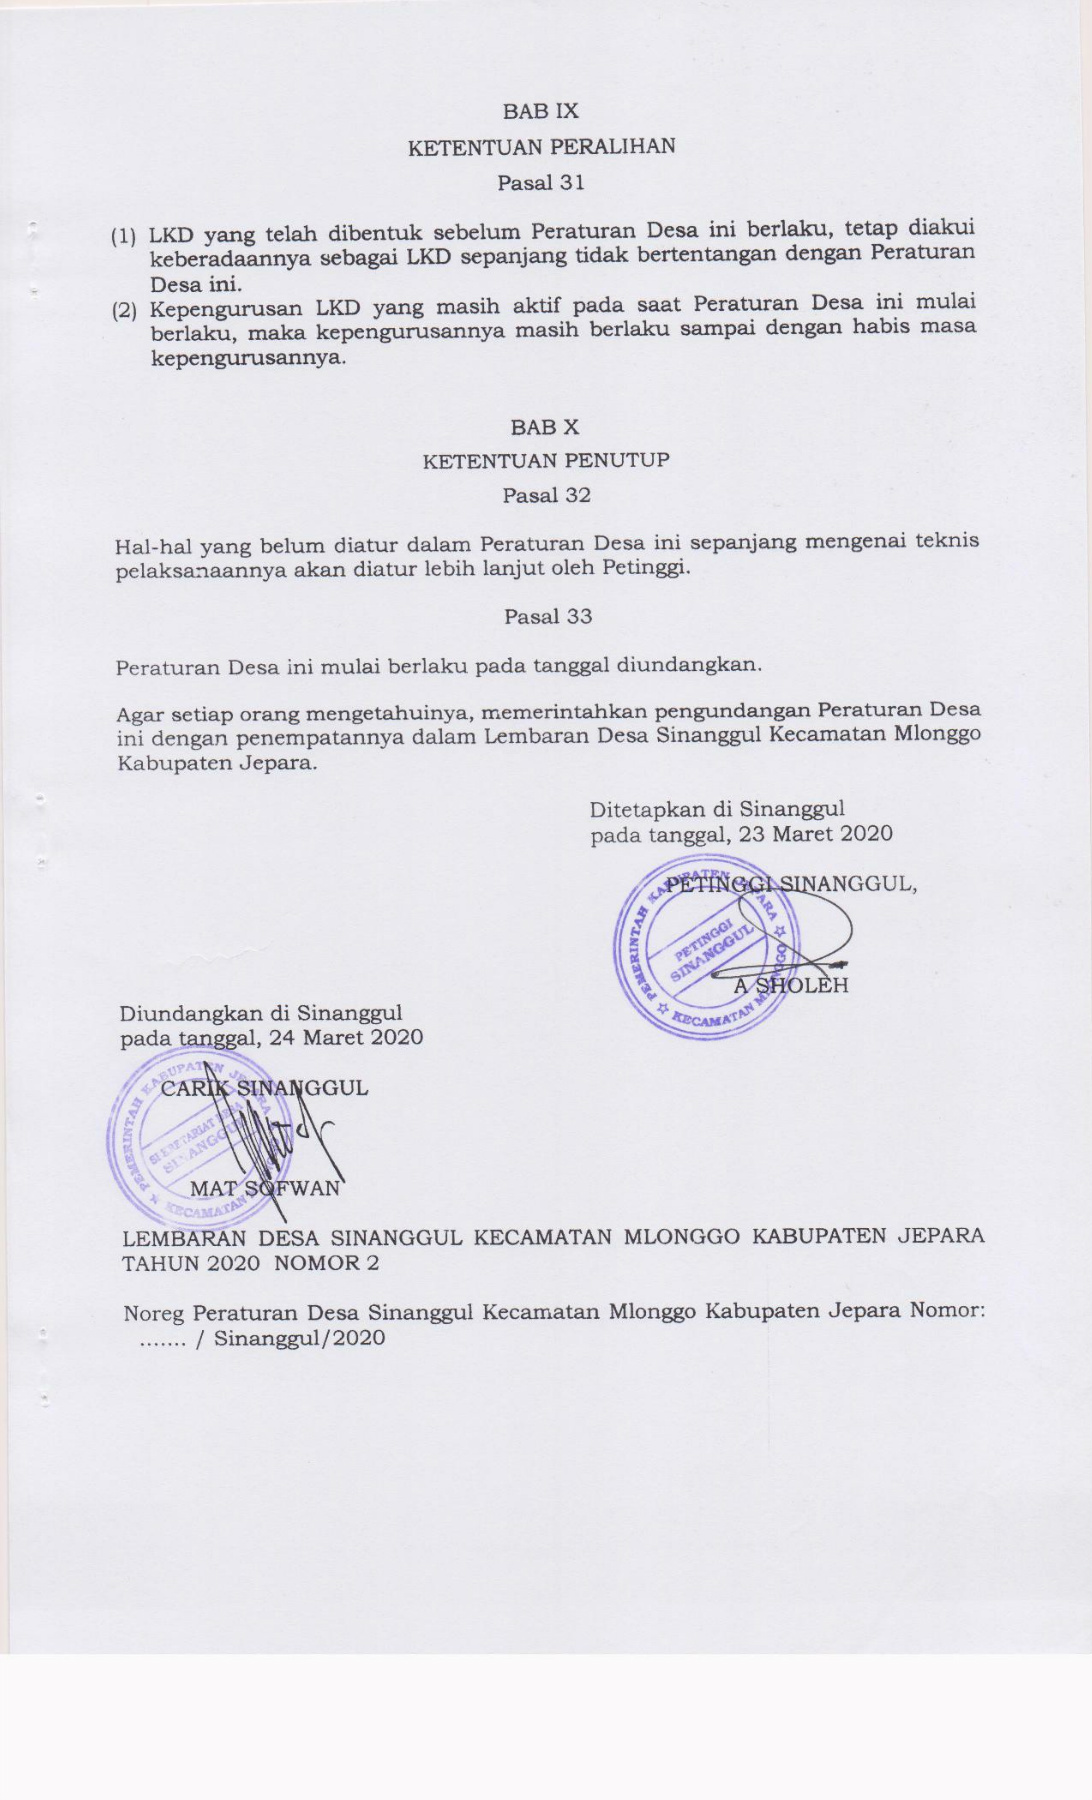 BAB IX
KETENTUAN PERALIHAN
Pasal 31
(1) LKD yang telah dibentuk sebelum Peraturan Desa ini berlaku, tetap diakui
keberadaannya sebagai LKD sepanjang tidak bertentangan dengan Peraturan
Desa ini.
(2) Kepengurusan LKD yang masih aktif pada saat Peraturan Desa ini mulai
berlaku, maka kepengurusannya masih berlaku sampai dengan habis masa
kepengurusannya.
BAB X
KETENTUAN PENUTUP
Pasal 32
Hal-hal yang belum diatur dalam Peraturan Desa ini sepanjang mengenai teknis
pelaksanaannya akan diatur lebih lanjut oleh Petinggi.
Pasal 33
Peraturan Desa ini mulai berlaku pada tanggal diundangkan.
Agar setiap orang mengetahuinya, memerintahkan pengundangan Peraturan Desa
ini dengan penempatannya dalam Lembaran Desa Sinanggul Kecamatan Mlonggo
Kabupaten Jepara.
Ditetapkan di Sinanggul
pada tanggal, 23 Maret 2020
PETINGGI SINANGGUL,
PEMERINTAH KABUPATEN JEPARA
PETINGGI
SINANGGUL
KECAMATAN MLONGGO
A SHOLEH
Diundangkan di Sinanggul
pada tanggal, 24 Maret 2020
CARIK SINANGGUL
PEMERINTAH KABUPATEN JEPARA
SEKRETARIAT DESA
SINANGGUL
KECAMATAN
MAT SOFWAN
LEMBARAN DESA SINANGGUL KECAMATAN MLONGGO KABUPATEN JEPARA
TAHUN 2020 NOMOR 2
Noreg Peraturan Desa Sinanggul Kecamatan Mlonggo Kabupaten Jepara Nomor:
....... / Sinanggul/2020